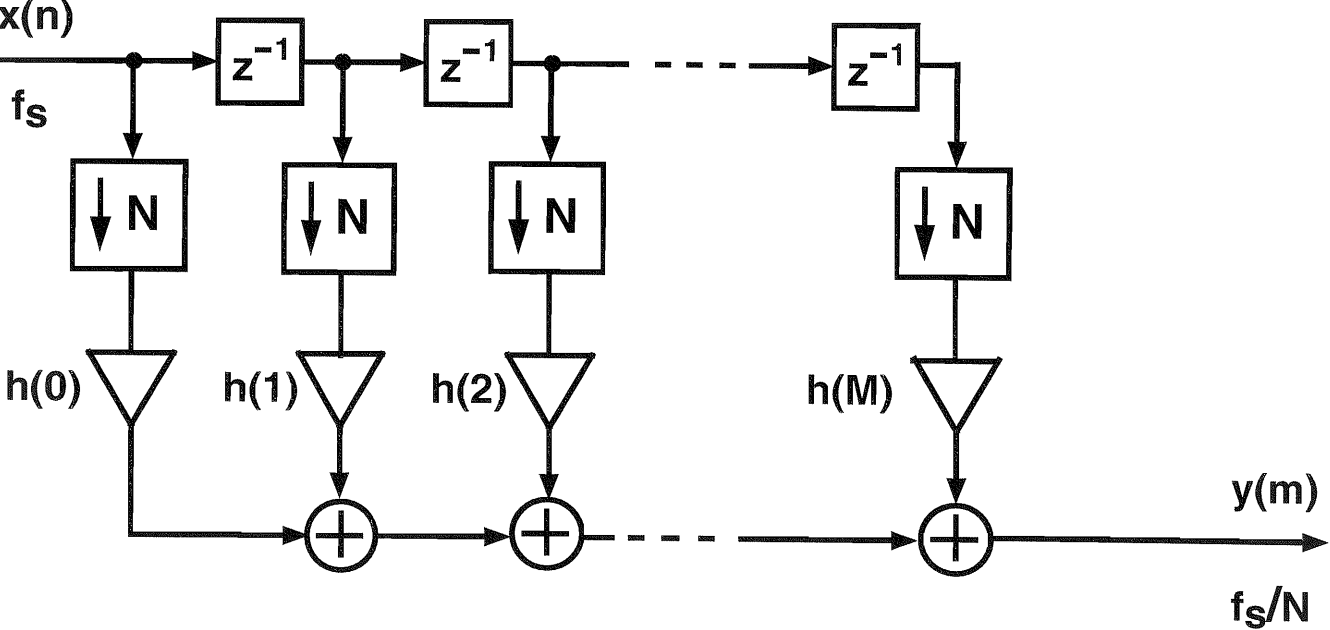 x(n)
z⁻¹ z⁻¹ z⁻¹
fs
↓ N ↓ N ↓ N ↓ N
h(0) h(1) h(2) h(M)
y(m)
fs/N